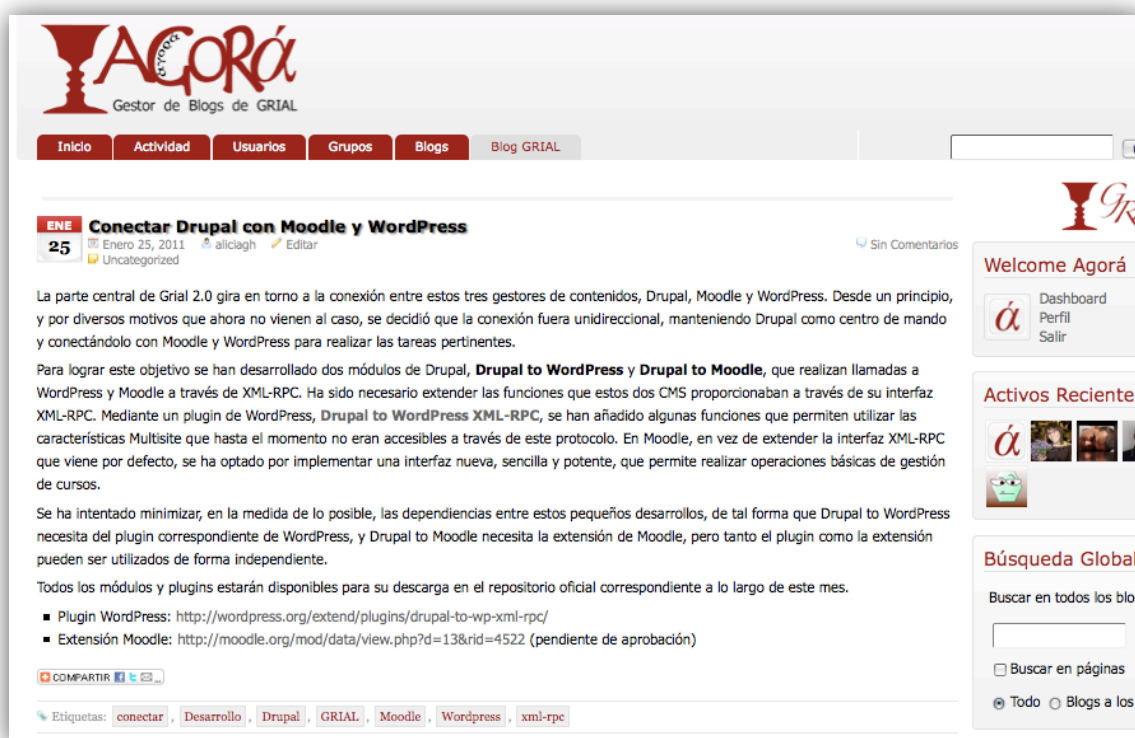 AGORá
αγορά
Gestor de Blogs de GRIAL
Inicio Actividad Usuarios Grupos Blogs Blog GRIAL
ENE
25
Conectar Drupal con Moodle y WordPress
Enero 25, 2011 aliciagh Editar
Sin Comentarios
Uncategorized
La parte central de Grial 2.0 gira en torno a la conexión entre estos tres gestores de contenidos, Drupal, Moodle y WordPress. Desde un principio,
y por diversos motivos que ahora no vienen al caso, se decidió que la conexión fuera unidireccional, manteniendo Drupal como centro de mando
y conectándolo con Moodle y WordPress para realizar las tareas pertinentes.
Para lograr este objetivo se han desarrollado dos módulos de Drupal, Drupal to WordPress y Drupal to Moodle, que realizan llamadas a
WordPress y Moodle a través de XML-RPC. Ha sido necesario extender las funciones que estos dos CMS proporcionaban a través de su interfaz
XML-RPC. Mediante un plugin de WordPress, Drupal to WordPress XML-RPC, se han añadido algunas funciones que permiten utilizar las
características Multisite que hasta el momento no eran accesibles a través de este protocolo. En Moodle, en vez de extender la interfaz XML-RPC
que viene por defecto, se ha optado por implementar una interfaz nueva, sencilla y potente, que permite realizar operaciones básicas de gestión
de cursos.
Se ha intentado minimizar, en la medida de lo posible, las dependencias entre estos pequeños desarrollos, de tal forma que Drupal to WordPress
necesita del plugin correspondiente de WordPress, y Drupal to Moodle necesita la extensión de Moodle, pero tanto el plugin como la extensión
pueden ser utilizados de forma independiente.
Todos los módulos y plugins estarán disponibles para su descarga en el repositorio oficial correspondiente a lo largo de este mes.
Plugin WordPress: http://wordpress.org/extend/plugins/drupal-to-wp-xml-rpc/
Extensión Moodle: http://moodle.org/mod/data/view.php?d=13&rid=4522 (pendiente de aprobación)
COMPARTIR
Etiquetas: conectar , Desarrollo , Drupal , GRIAL , Moodle , Wordpress , xml-rpc
GR
Welcome Agorá
ά
Dashboard
Perfil
Salir
Activos Reciente
ά
Búsqueda Global
Buscar en todos los blo
Buscar en páginas
Todo Blogs a los